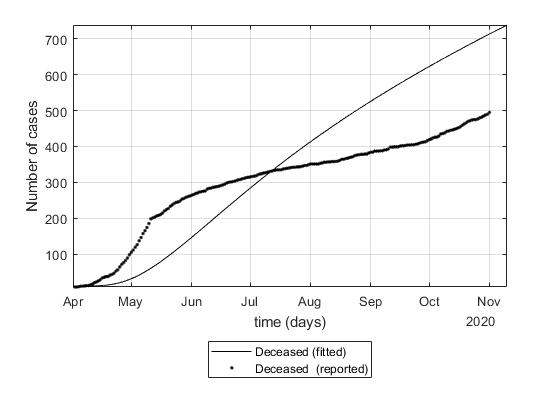 700
600
500
400
300
200
100
Number of cases
Apr May Jun Jul Aug Sep Oct Nov
time (days)
2020
Deceased (fitted)
Deceased (reported)